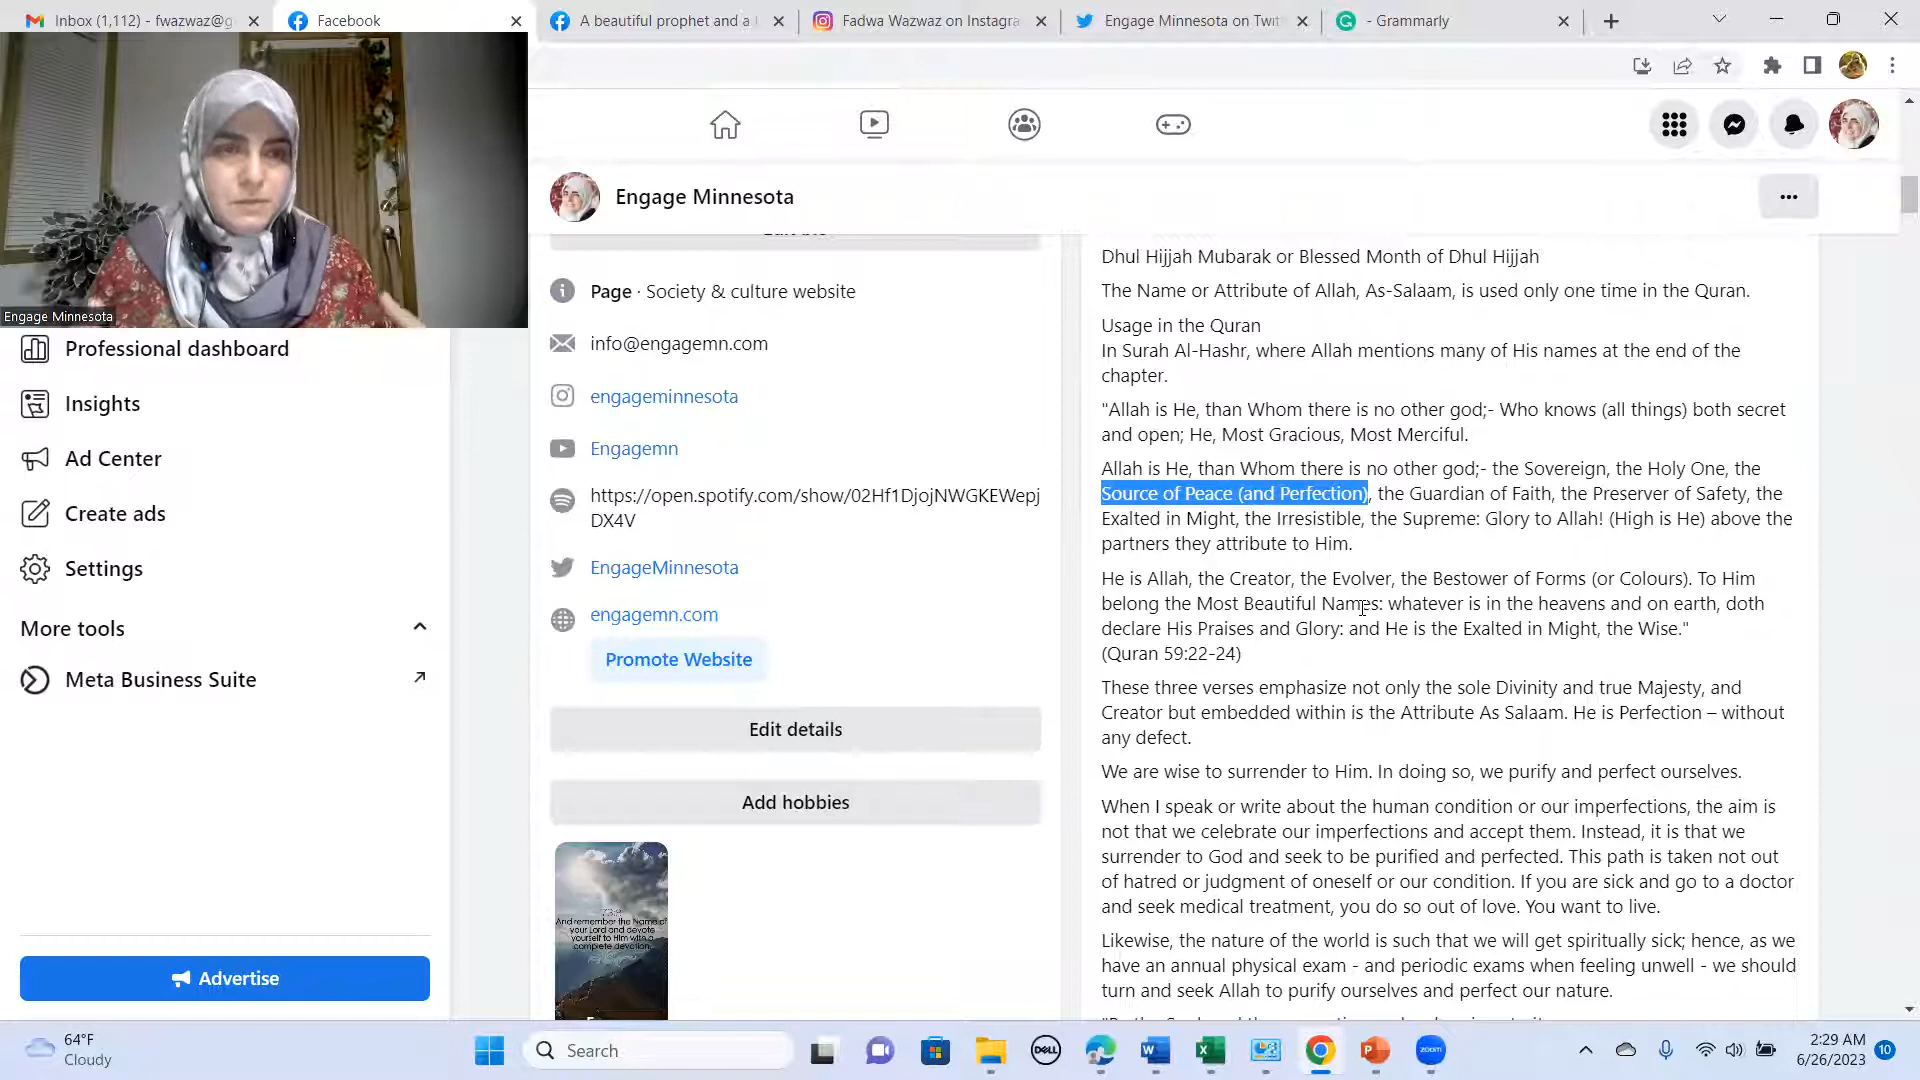 Inbox (1,112) - fwazwaz@g
Facebook
A beautiful prophet and a
Fadwa Wazwaz on Instagra
Engage Minnesota on Twit
- Grammarly
Engage Minnesota
Professional dashboard
Insights
Ad Center
Create ads
Settings
More tools
Meta Business Suite
Advertise
Engage Minnesota
Page · Society & culture website
info@engagemn.com
engageminnesota
Engagemn
https://open.spotify.com/show/02Hf1DjojNWGKEWepj
DX4V
EngageMinnesota
engagemn.com
Promote Website
Edit details
Add hobbies
73:8
And remember the Name of
your Lord and devote
yourself to Him with a
complete devotion.
Dhul Hijjah Mubarak or Blessed Month of Dhul Hijjah
The Name or Attribute of Allah, As-Salaam, is used only one time in the Quran.
Usage in the Quran
In Surah Al-Hashr, where Allah mentions many of His names at the end of the
chapter.
"Allah is He, than Whom there is no other god;- Who knows (all things) both secret
and open; He, Most Gracious, Most Merciful.
Allah is He, than Whom there is no other god;- the Sovereign, the Holy One, the
Source of Peace (and Perfection), the Guardian of Faith, the Preserver of Safety, the
Exalted in Might, the Irresistible, the Supreme: Glory to Allah! (High is He) above the
partners they attribute to Him.
He is Allah, the Creator, the Evolver, the Bestower of Forms (or Colours). To Him
belong the Most Beautiful Names: whatever is in the heavens and on earth, doth
declare His Praises and Glory: and He is the Exalted in Might, the Wise."
(Quran 59:22-24)
These three verses emphasize not only the sole Divinity and true Majesty, and
Creator but embedded within is the Attribute As Salaam. He is Perfection – without
any defect.
We are wise to surrender to Him. In doing so, we purify and perfect ourselves.
When I speak or write about the human condition or our imperfections, the aim is
not that we celebrate our imperfections and accept them. Instead, it is that we
surrender to God and seek to be purified and perfected. This path is taken not out
of hatred or judgment of oneself or our condition. If you are sick and go to a doctor
and seek medical treatment, you do so out of love. You want to live.
Likewise, the nature of the world is such that we will get spiritually sick; hence, as we
have an annual physical exam - and periodic exams when feeling unwell - we should
turn and seek Allah to purify ourselves and perfect our nature.
64°F
Cloudy
Search
DELL
zoom
2:29 AM
6/26/2023
10